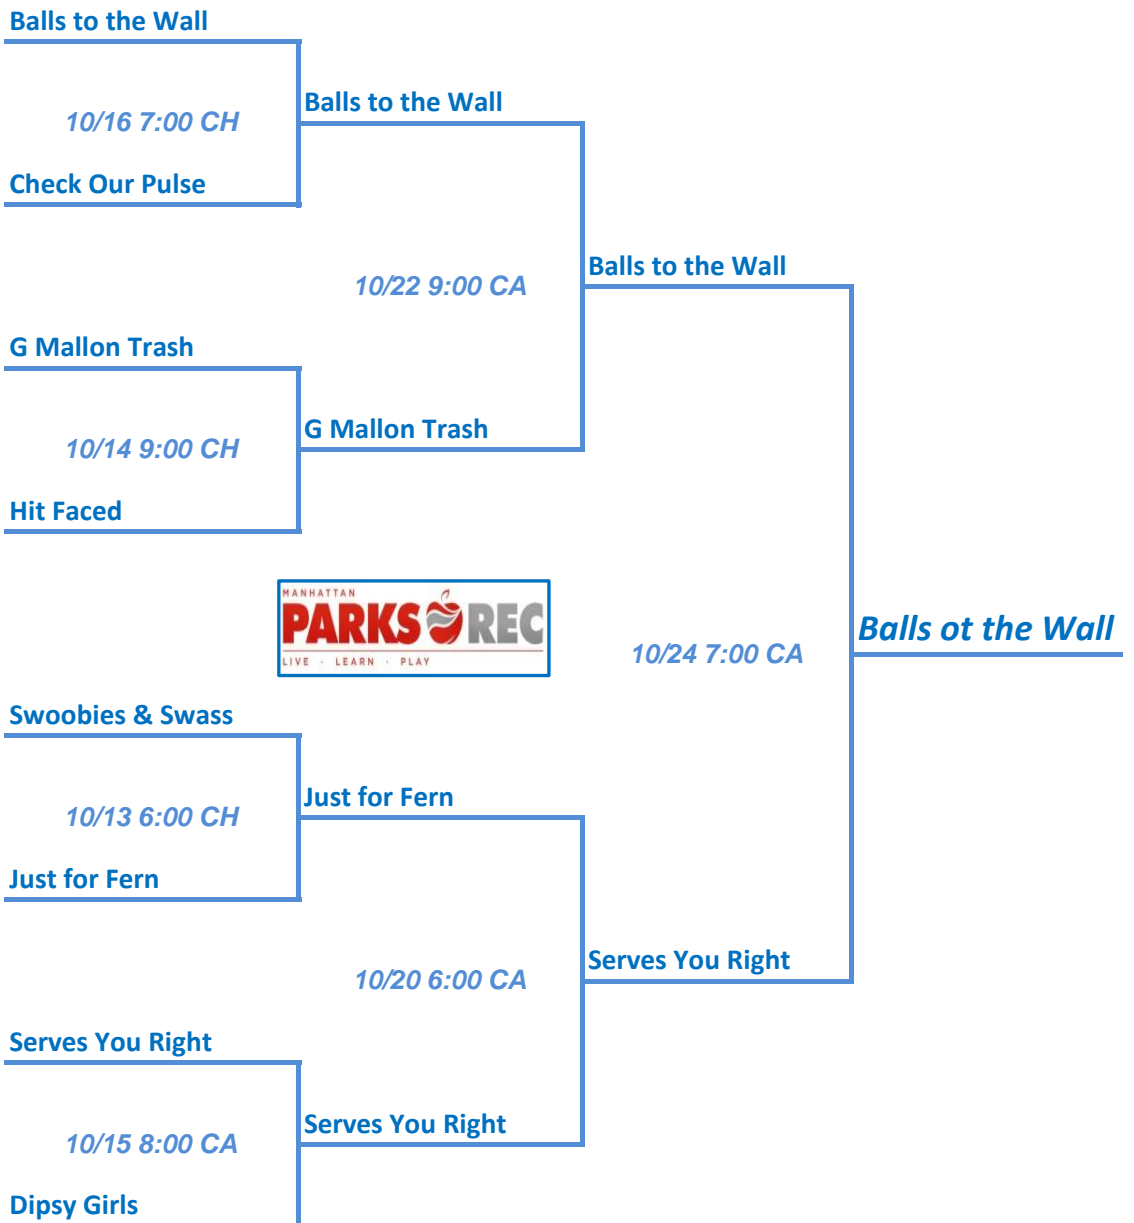 Balls to the Wall
Balls to the Wall
10/16 7:00 CH
Check Our Pulse
Balls to the Wall
10/22 9:00 CA
G Mallon Trash
G Mallon Trash
10/14 9:00 CH
Hit Faced
MANHATTAN
PARKS REC
LIVE · LEARN · PLAY
Balls ot the Wall
10/24 7:00 CA
Swoobies & Swass
Just for Fern
10/13 6:00 CH
Just for Fern
Serves You Right
10/20 6:00 CA
Serves You Right
Serves You Right
10/15 8:00 CA
Dipsy Girls